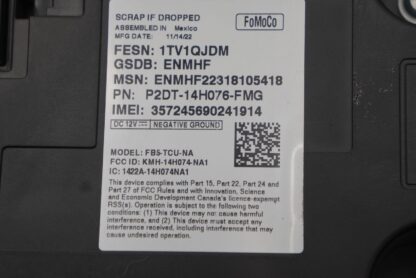 SCRAP IF DROPPED
FoMoCo
ASSEMBLED IN Mexico
MFG DATE: 11/14/22
FESN: 1TV1QJDM
GSDB: ENMHF
MSN: ENMHF22318105418
PN: P2DT-14H076-FMG
IMEI: 357245690241914
DC 12V NEGATIVE GROUND
MODEL: FB5-TCU-NA
FCC ID: KMH-14H074-NA1
IC: 1422A-14H074NA1
This device complies with Part 15, Part 22, Part 24 and
Part 27 of FCC Rules and with Innovation, Science
and Economic Development Canada's licence exempt
RSS(s). Operation is subject to the following two
conditions: (1) This device may not cause harmful
interference, and (2) This device must accept any
interference received, including interference that may
cause undesired operation.